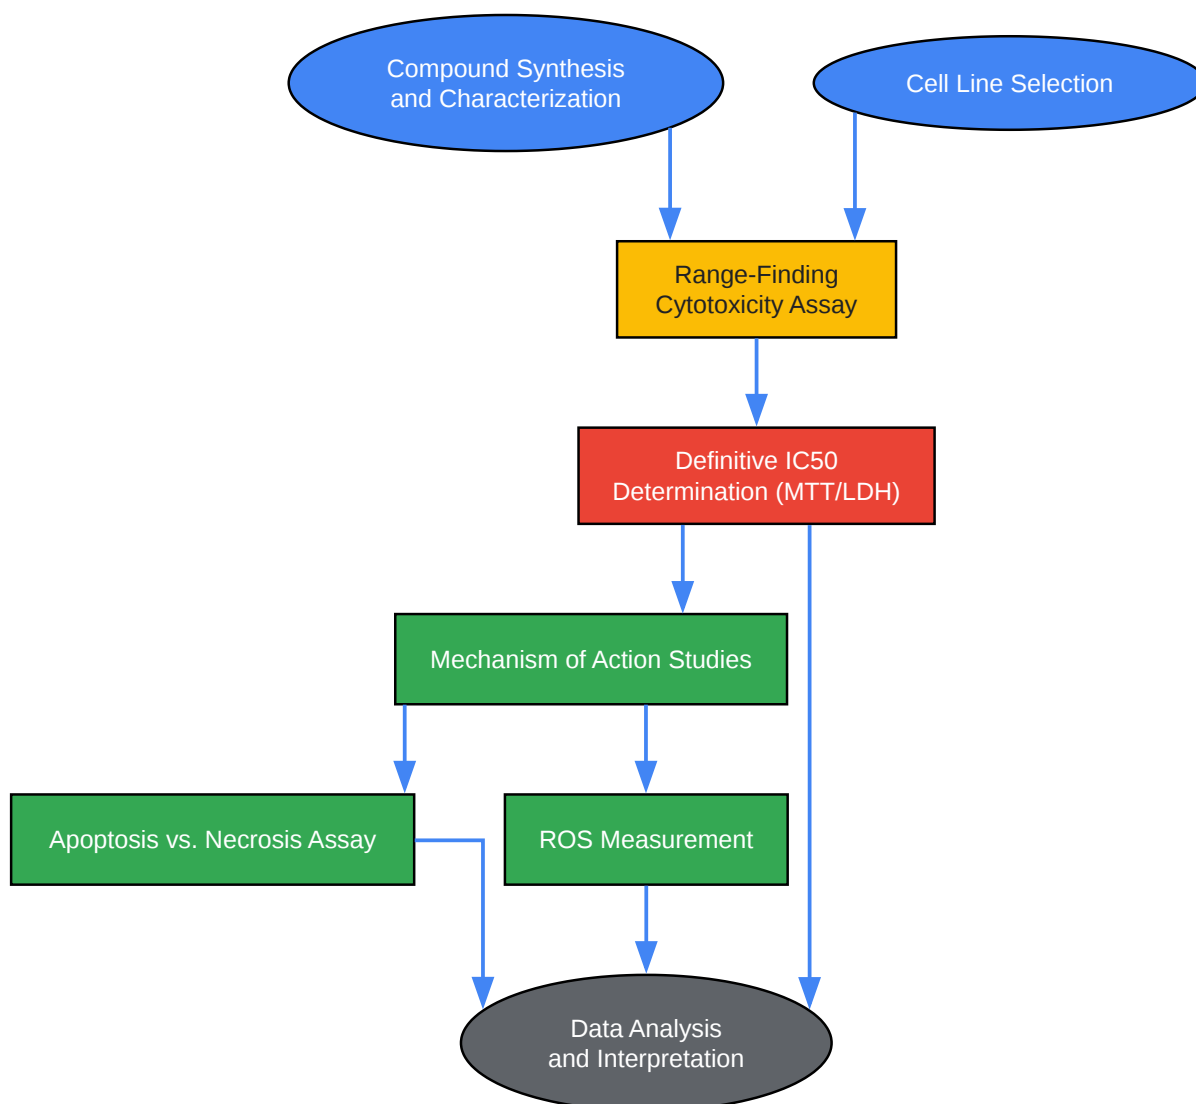 Compound Synthesis
and Characterization
Cell Line Selection
Range-Finding
Cytotoxicity Assay
Definitive IC50
Determination (MTT/LDH)
Mechanism of Action Studies
Apoptosis vs. Necrosis Assay
ROS Measurement
Data Analysis
and Interpretation